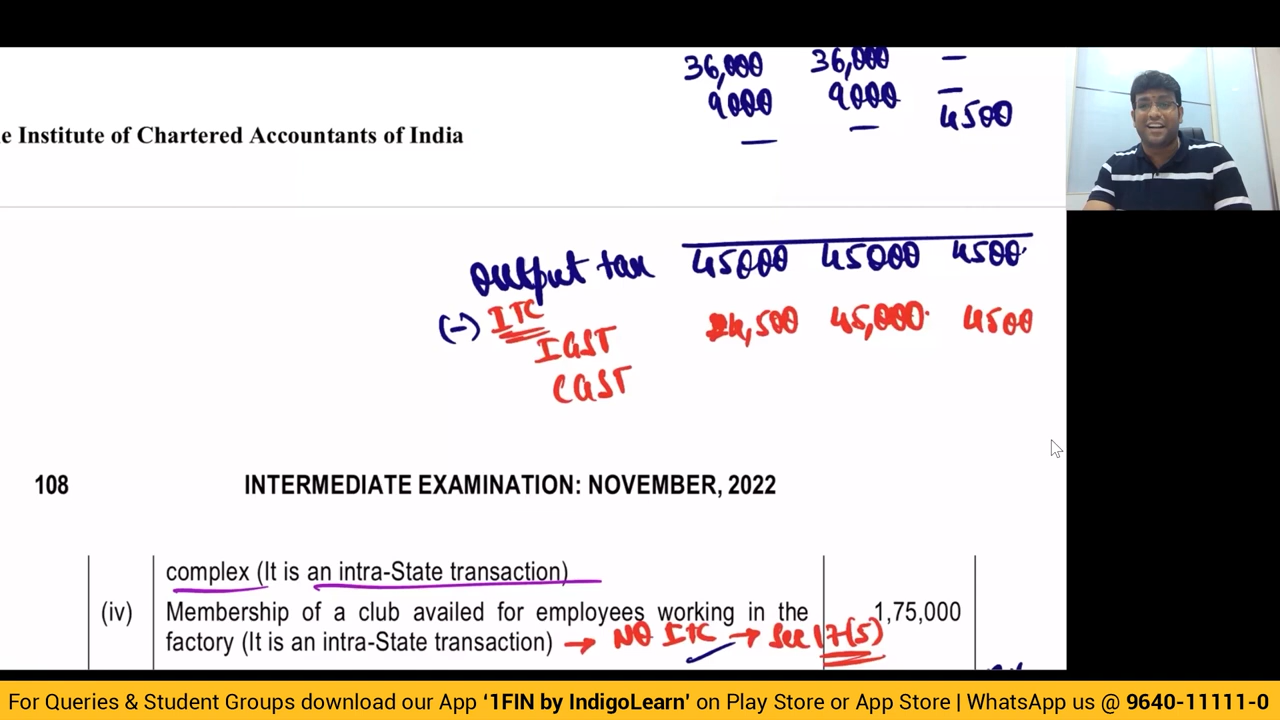 36,000 36,000 —
9000 9000 —
— — 4500
e Institute of Chartered Accountants of India
output tax 45000 45000 4500
(-) ITC
IGST 4,500 45,000 4500
CGST
108 INTERMEDIATE EXAMINATION: NOVEMBER, 2022
complex (It is an intra-State transaction)
(iv) Membership of a club availed for employees working in the 1,75,000
factory (It is an intra-State transaction) → NO ITC → Sec 17(5)
For Queries & Student Groups download our App ‘1FIN by IndigoLearn' on Play Store or App Store | WhatsApp us @ 9640-11111-0